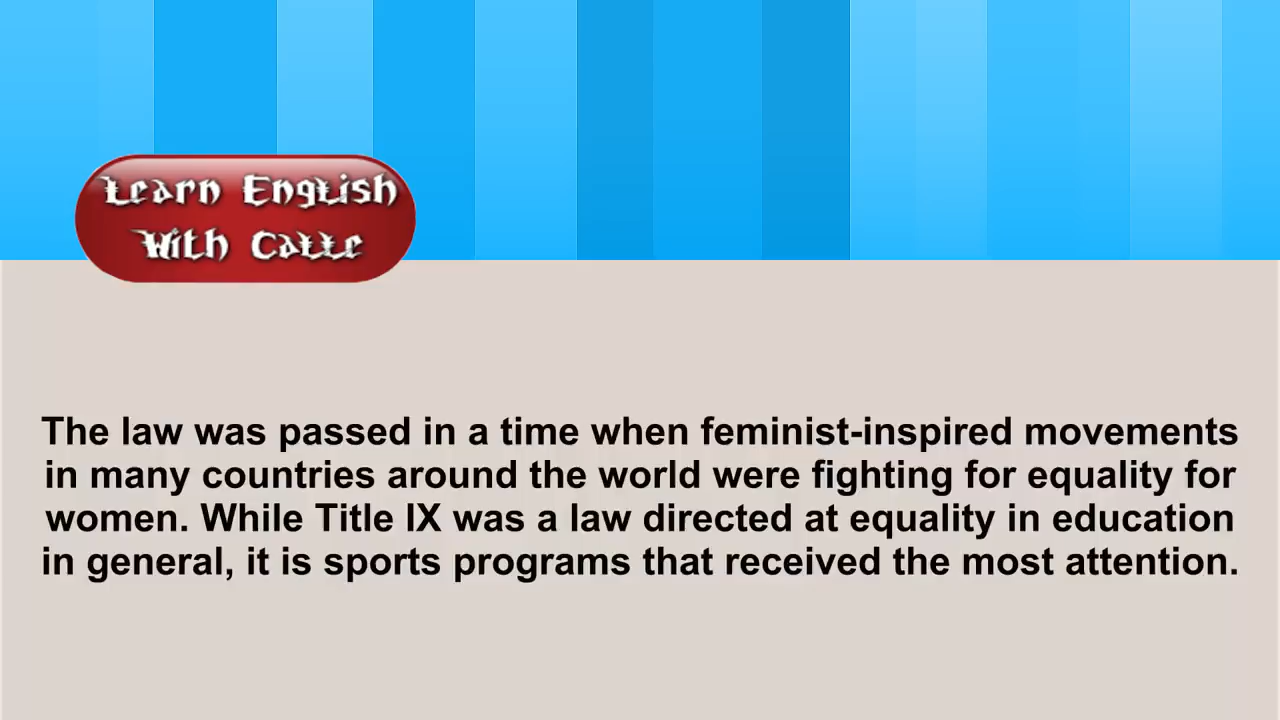 Learn English
With Calle
The law was passed in a time when feminist-inspired movements
in many countries around the world were fighting for equality for
women. While Title IX was a law directed at equality in education
in general, it is sports programs that received the most attention.